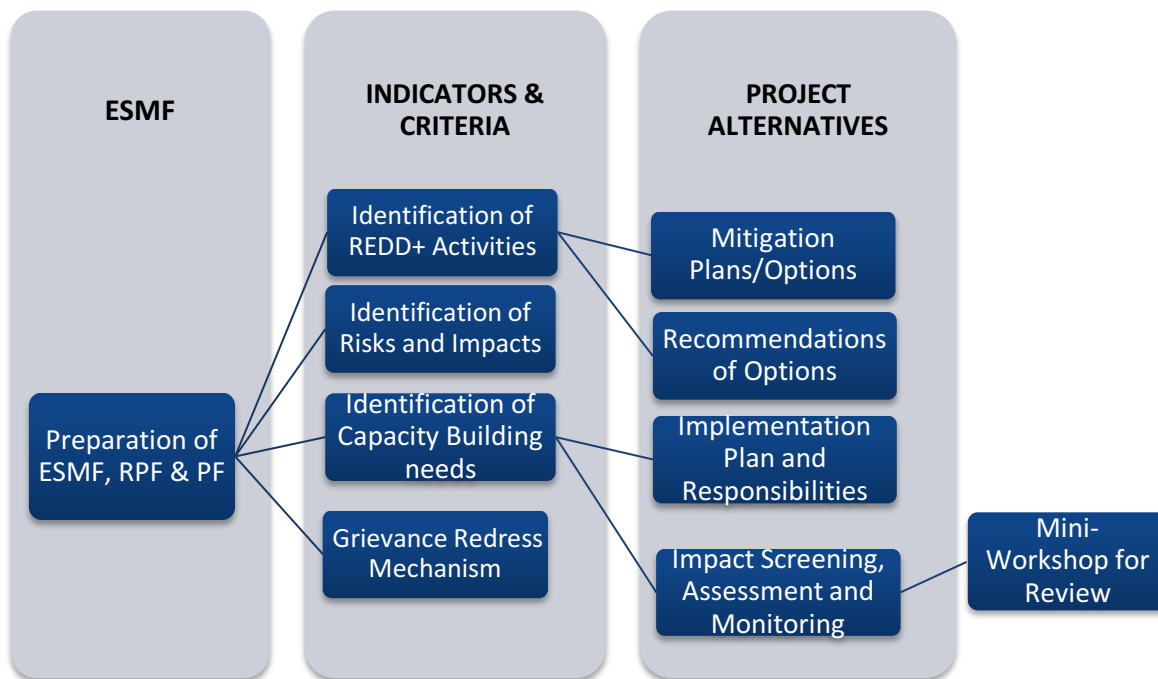 ESMF
INDICATORS &
CRITERIA
PROJECT
ALTERNATIVES
Preparation of
ESMF, RPF & PF
Identification of
REDD+ Activities
Identification of
Risks and Impacts
Identification of
Capacity Building
needs
Grievance Redress
Mechanism
Mitigation
Plans/Options
Recommendations
of Options
Implementation
Plan and
Responsibilities
Impact Screening,
Assessment and
Monitoring
Mini-
Workshop for
Review